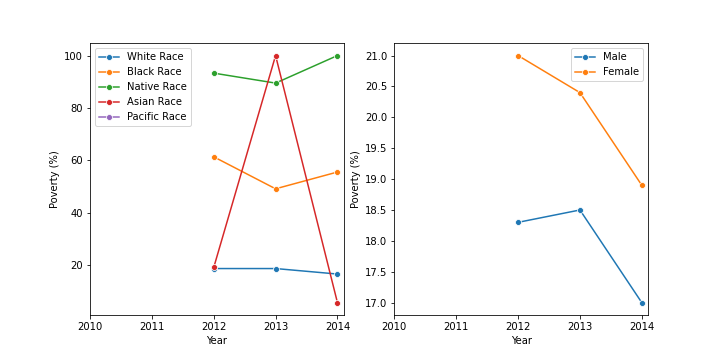 White Race
Black Race
Native Race
Asian Race
Pacific Race
100
80
60
40
20
Poverty (%)
2010 2011 2012 2013 2014
Year
Male
Female
21.0
20.5
20.0
19.5
19.0
18.5
18.0
17.5
17.0
Poverty (%)
2010 2011 2012 2013 2014
Year